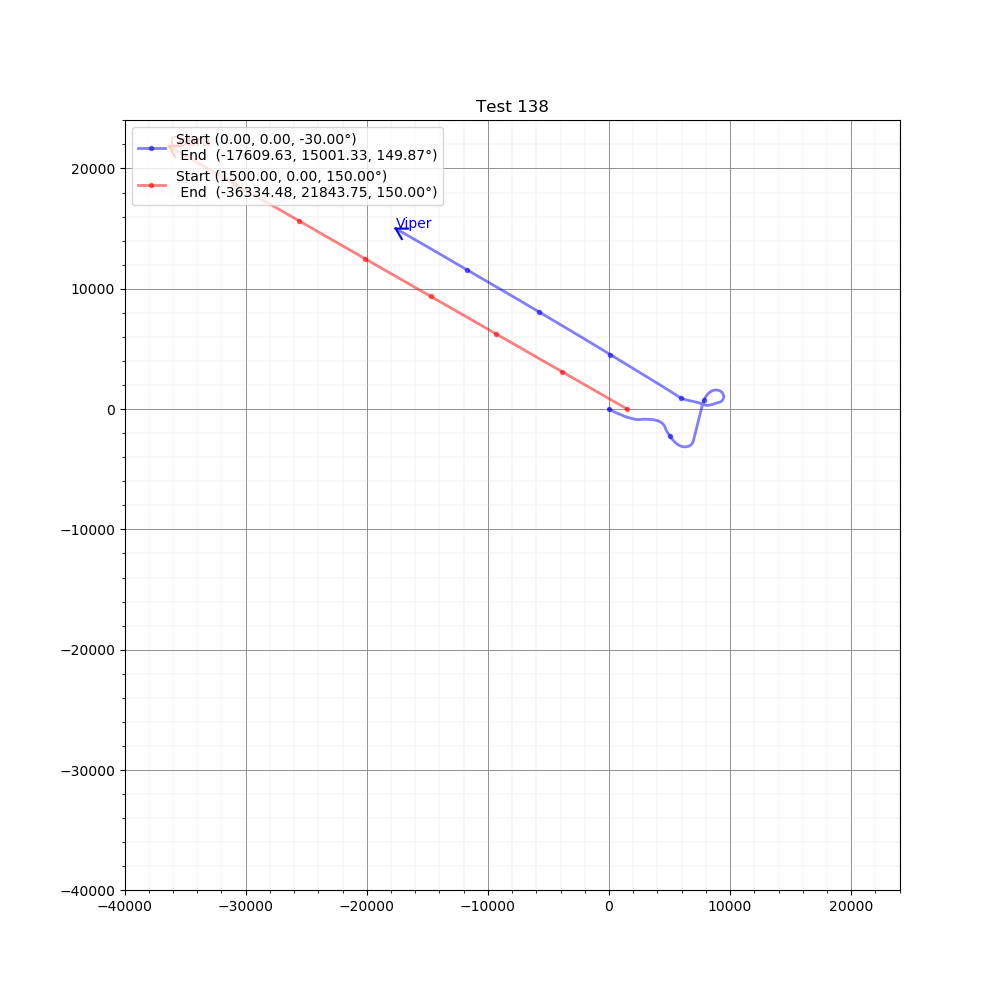 Test 138
Start (0.00, 0.00, -30.00°)
End  (-17609.63, 15001.33, 149.87°)
Start (1500.00, 0.00, 150.00°)
End  (-36334.48, 21843.75, 150.00°)
Viper
20000
10000
0
−10000
−20000
−30000
−40000
−40000 −30000 −20000 −10000 0 10000 20000